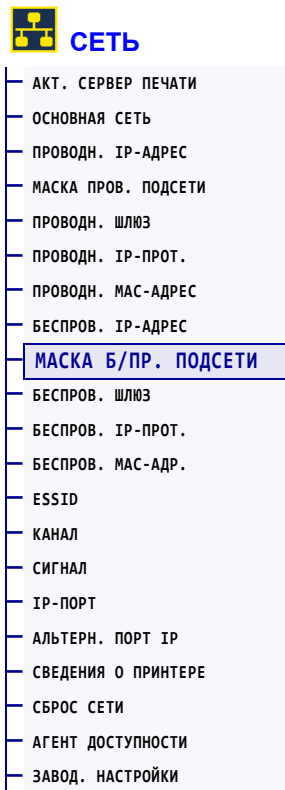 СЕТЬ
АКТ. СЕРВЕР ПЕЧАТИ
ОСНОВНАЯ СЕТЬ
ПРОВОДН. IP-АДРЕС
МАСКА ПРОВ. ПОДСЕТИ
ПРОВОДН. ШЛЮЗ
ПРОВОДН. IP-ПРОТ.
ПРОВОДН. MAC-АДРЕС
БЕСПРОВ. IP-АДРЕС
МАСКА Б/ПР. ПОДСЕТИ
БЕСПРОВ. ШЛЮЗ
БЕСПРОВ. IP-ПРОТ.
БЕСПРОВ. MAC-АДР.
ESSID
КАНАЛ
СИГНАЛ
IP-ПОРТ
АЛЬТЕРН. ПОРТ IP
СВЕДЕНИЯ О ПРИНТЕРЕ
СБРОС СЕТИ
АГЕНТ ДОСТУПНОСТИ
ЗАВОД. НАСТРОЙКИ